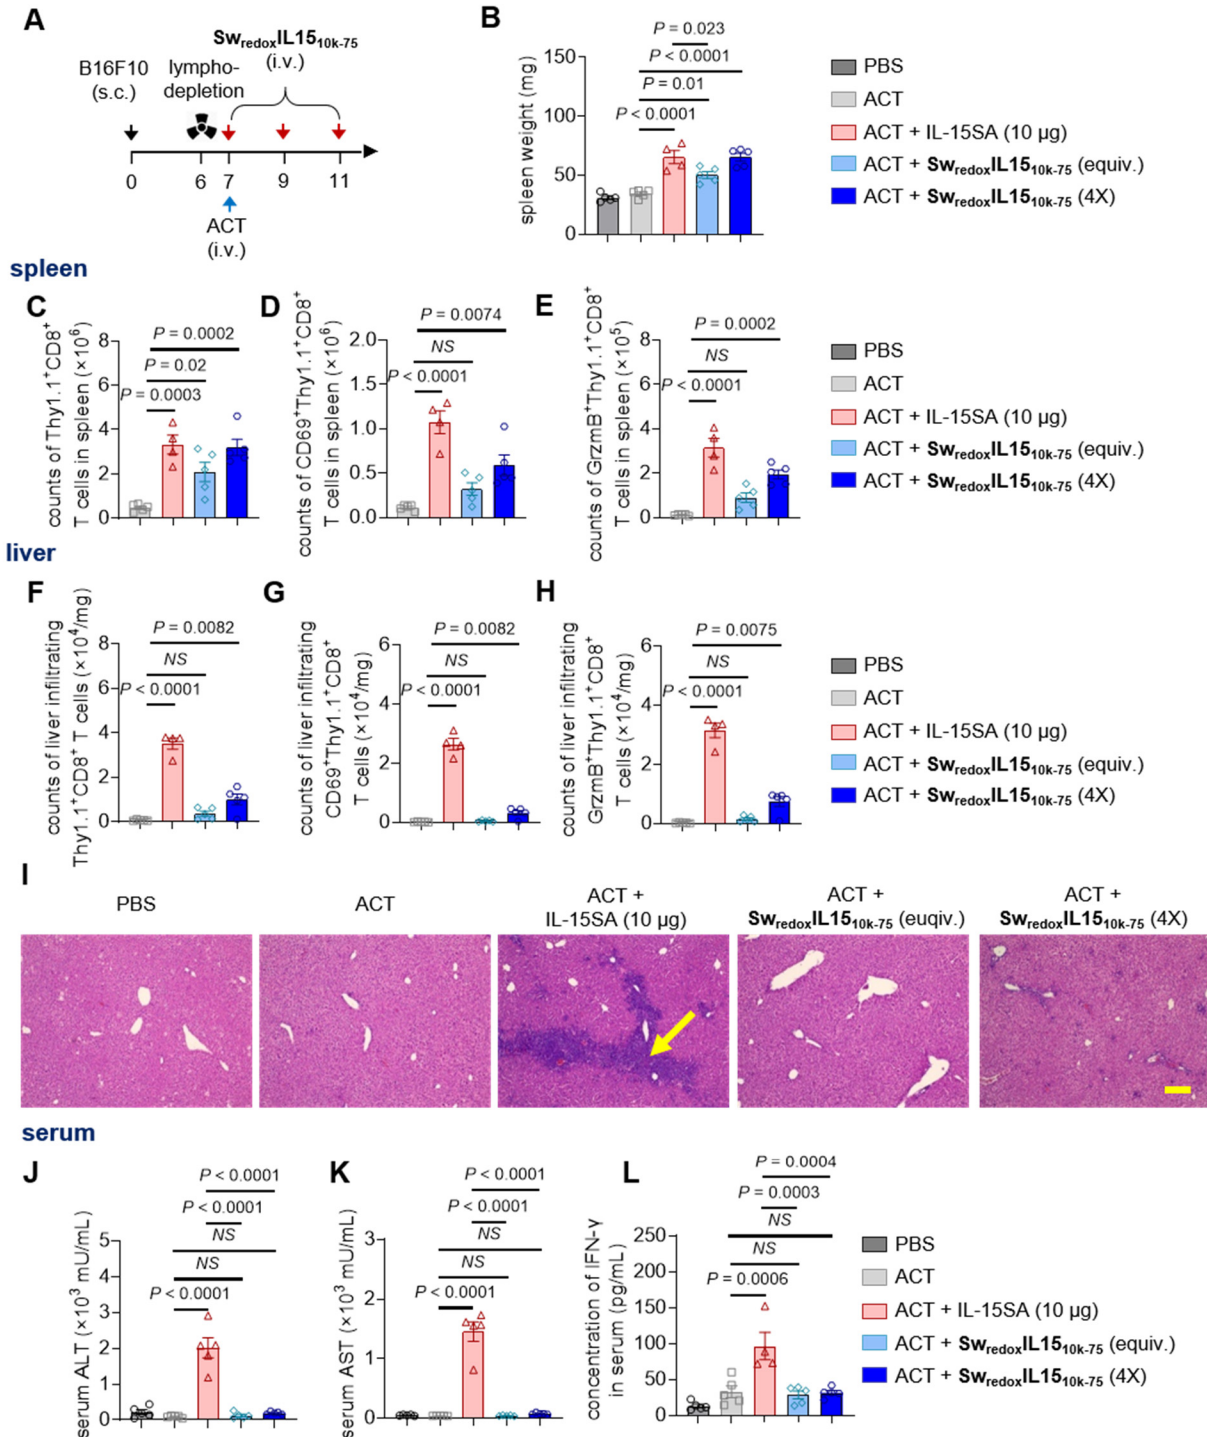 A
Sw_redoxIL15_10k-75
(i.v.)
B16F10
(s.c.)
lympho-
depletion
0
6
7
9
11
ACT
(i.v.)
B
P = 0.023
P < 0.0001
P = 0.01
P < 0.0001
spleen weight (mg)
150
100
50
0
PBS
ACT
ACT + IL-15SA (10 µg)
ACT + Sw_redoxIL15_10k-75 (equiv.)
ACT + Sw_redoxIL15_10k-75 (4X)
spleen
C
counts of Thy1.1⁺CD8⁺
T cells in spleen (×10⁶)
P = 0.0002
P = 0.02
P = 0.0003
8
6
4
2
0
D
counts of CD69⁺Thy1.1⁺CD8⁺
T cells in spleen (×10⁶)
P = 0.0074
NS
P < 0.0001
2.0
1.5
1.0
0.5
0.0
E
counts of GrzmB⁺Thy1.1⁺CD8⁺
T cells in spleen (×10⁵)
P = 0.0002
NS
P < 0.0001
8
6
4
2
0
PBS
ACT
ACT + IL-15SA (10 µg)
ACT + Sw_redoxIL15_10k-75 (equiv.)
ACT + Sw_redoxIL15_10k-75 (4X)
liver
F
counts of liver infiltrating
Thy1.1⁺CD8⁺ T cells (×10⁴/mg)
P = 0.0082
NS
P < 0.0001
8
6
4
2
0
G
counts of liver infiltrating
CD69⁺Thy1.1⁺CD8⁺
T cells (×10⁴/mg)
P = 0.0082
NS
P < 0.0001
6
4
2
0
H
counts of liver infiltrating
GrzmB⁺Thy1.1⁺CD8⁺
T cells (×10⁴/mg)
P = 0.0075
NS
P < 0.0001
6
4
2
0
PBS
ACT
ACT + IL-15SA (10 µg)
ACT + Sw_redoxIL15_10k-75 (equiv.)
ACT + Sw_redoxIL15_10k-75 (4X)
I
PBS
ACT
ACT +
IL-15SA (10 µg)
ACT +
Sw_redoxIL15_10k-75 (euqiv.)
ACT +
Sw_redoxIL15_10k-75 (4X)
serum
J
serum ALT (×10³ mU/mL)
P < 0.0001
P < 0.0001
NS
NS
P < 0.0001
5
4
3
2
1
0
K
serum AST (×10³ mU/mL)
P < 0.0001
P < 0.0001
NS
NS
P < 0.0001
3
2
1
0
L
concentration of IFN-γ
in serum (pg/mL)
P = 0.0004
P = 0.0003
NS
NS
P = 0.0006
250
200
150
100
50
0
PBS
ACT
ACT + IL-15SA (10 µg)
ACT + Sw_redoxIL15_10k-75 (equiv.)
ACT + Sw_redoxIL15_10k-75 (4X)